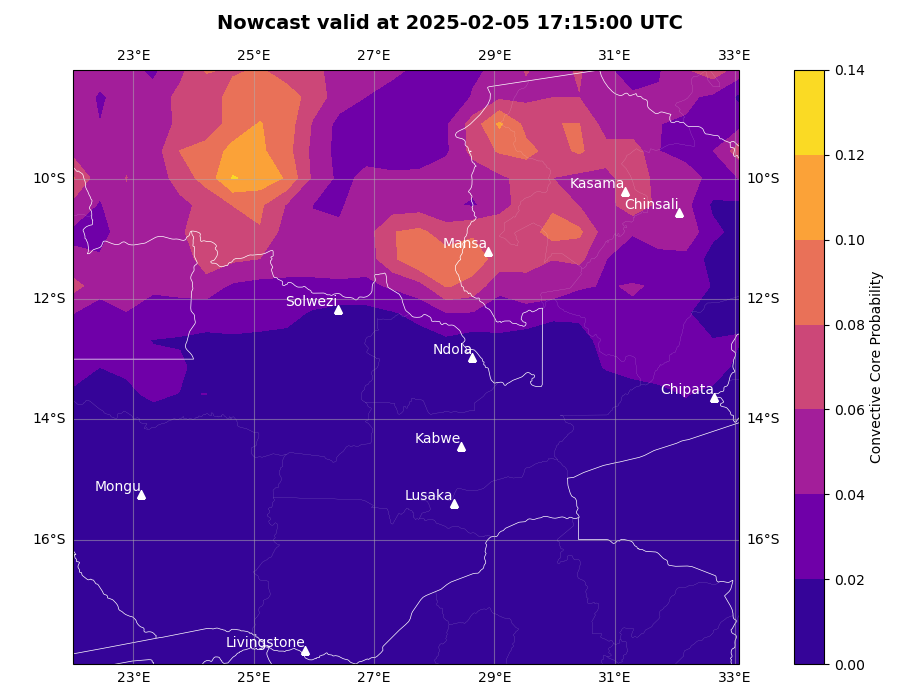 Nowcast valid at 2025-02-05 17:15:00 UTC
23°E 25°E 27°E 29°E 31°E 33°E
0.14
0.12
10°S 10°S
Kasama
Chinsali
0.10
Mansa
12°S 12°S
Solwezi
0.08
Ndola
Chipata
0.06
14°S 14°S
Kabwe
Mongu
Lusaka
0.04
16°S 16°S
0.02
Livingstone
0.00
23°E 25°E 27°E 29°E 31°E 33°E
Convective Core Probability